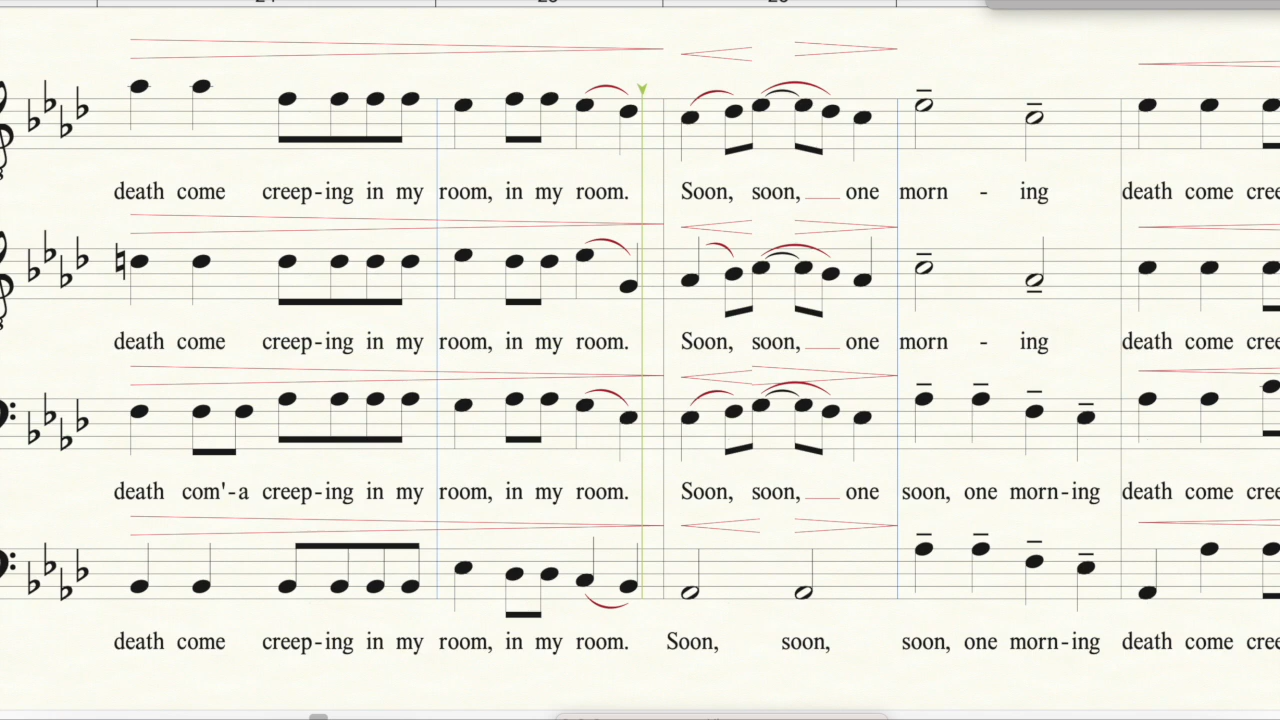 death come creep-ing in my room, in my room. Soon, soon, one morn - ing death come cree
death come creep-ing in my room, in my room. Soon, soon, one morn - ing death come cree
death com'-a creep-ing in my room, in my room. Soon, soon, one soon, one morn-ing death come cree
death come creep-ing in my room, in my room. Soon, soon, soon, one morn-ing death come cree